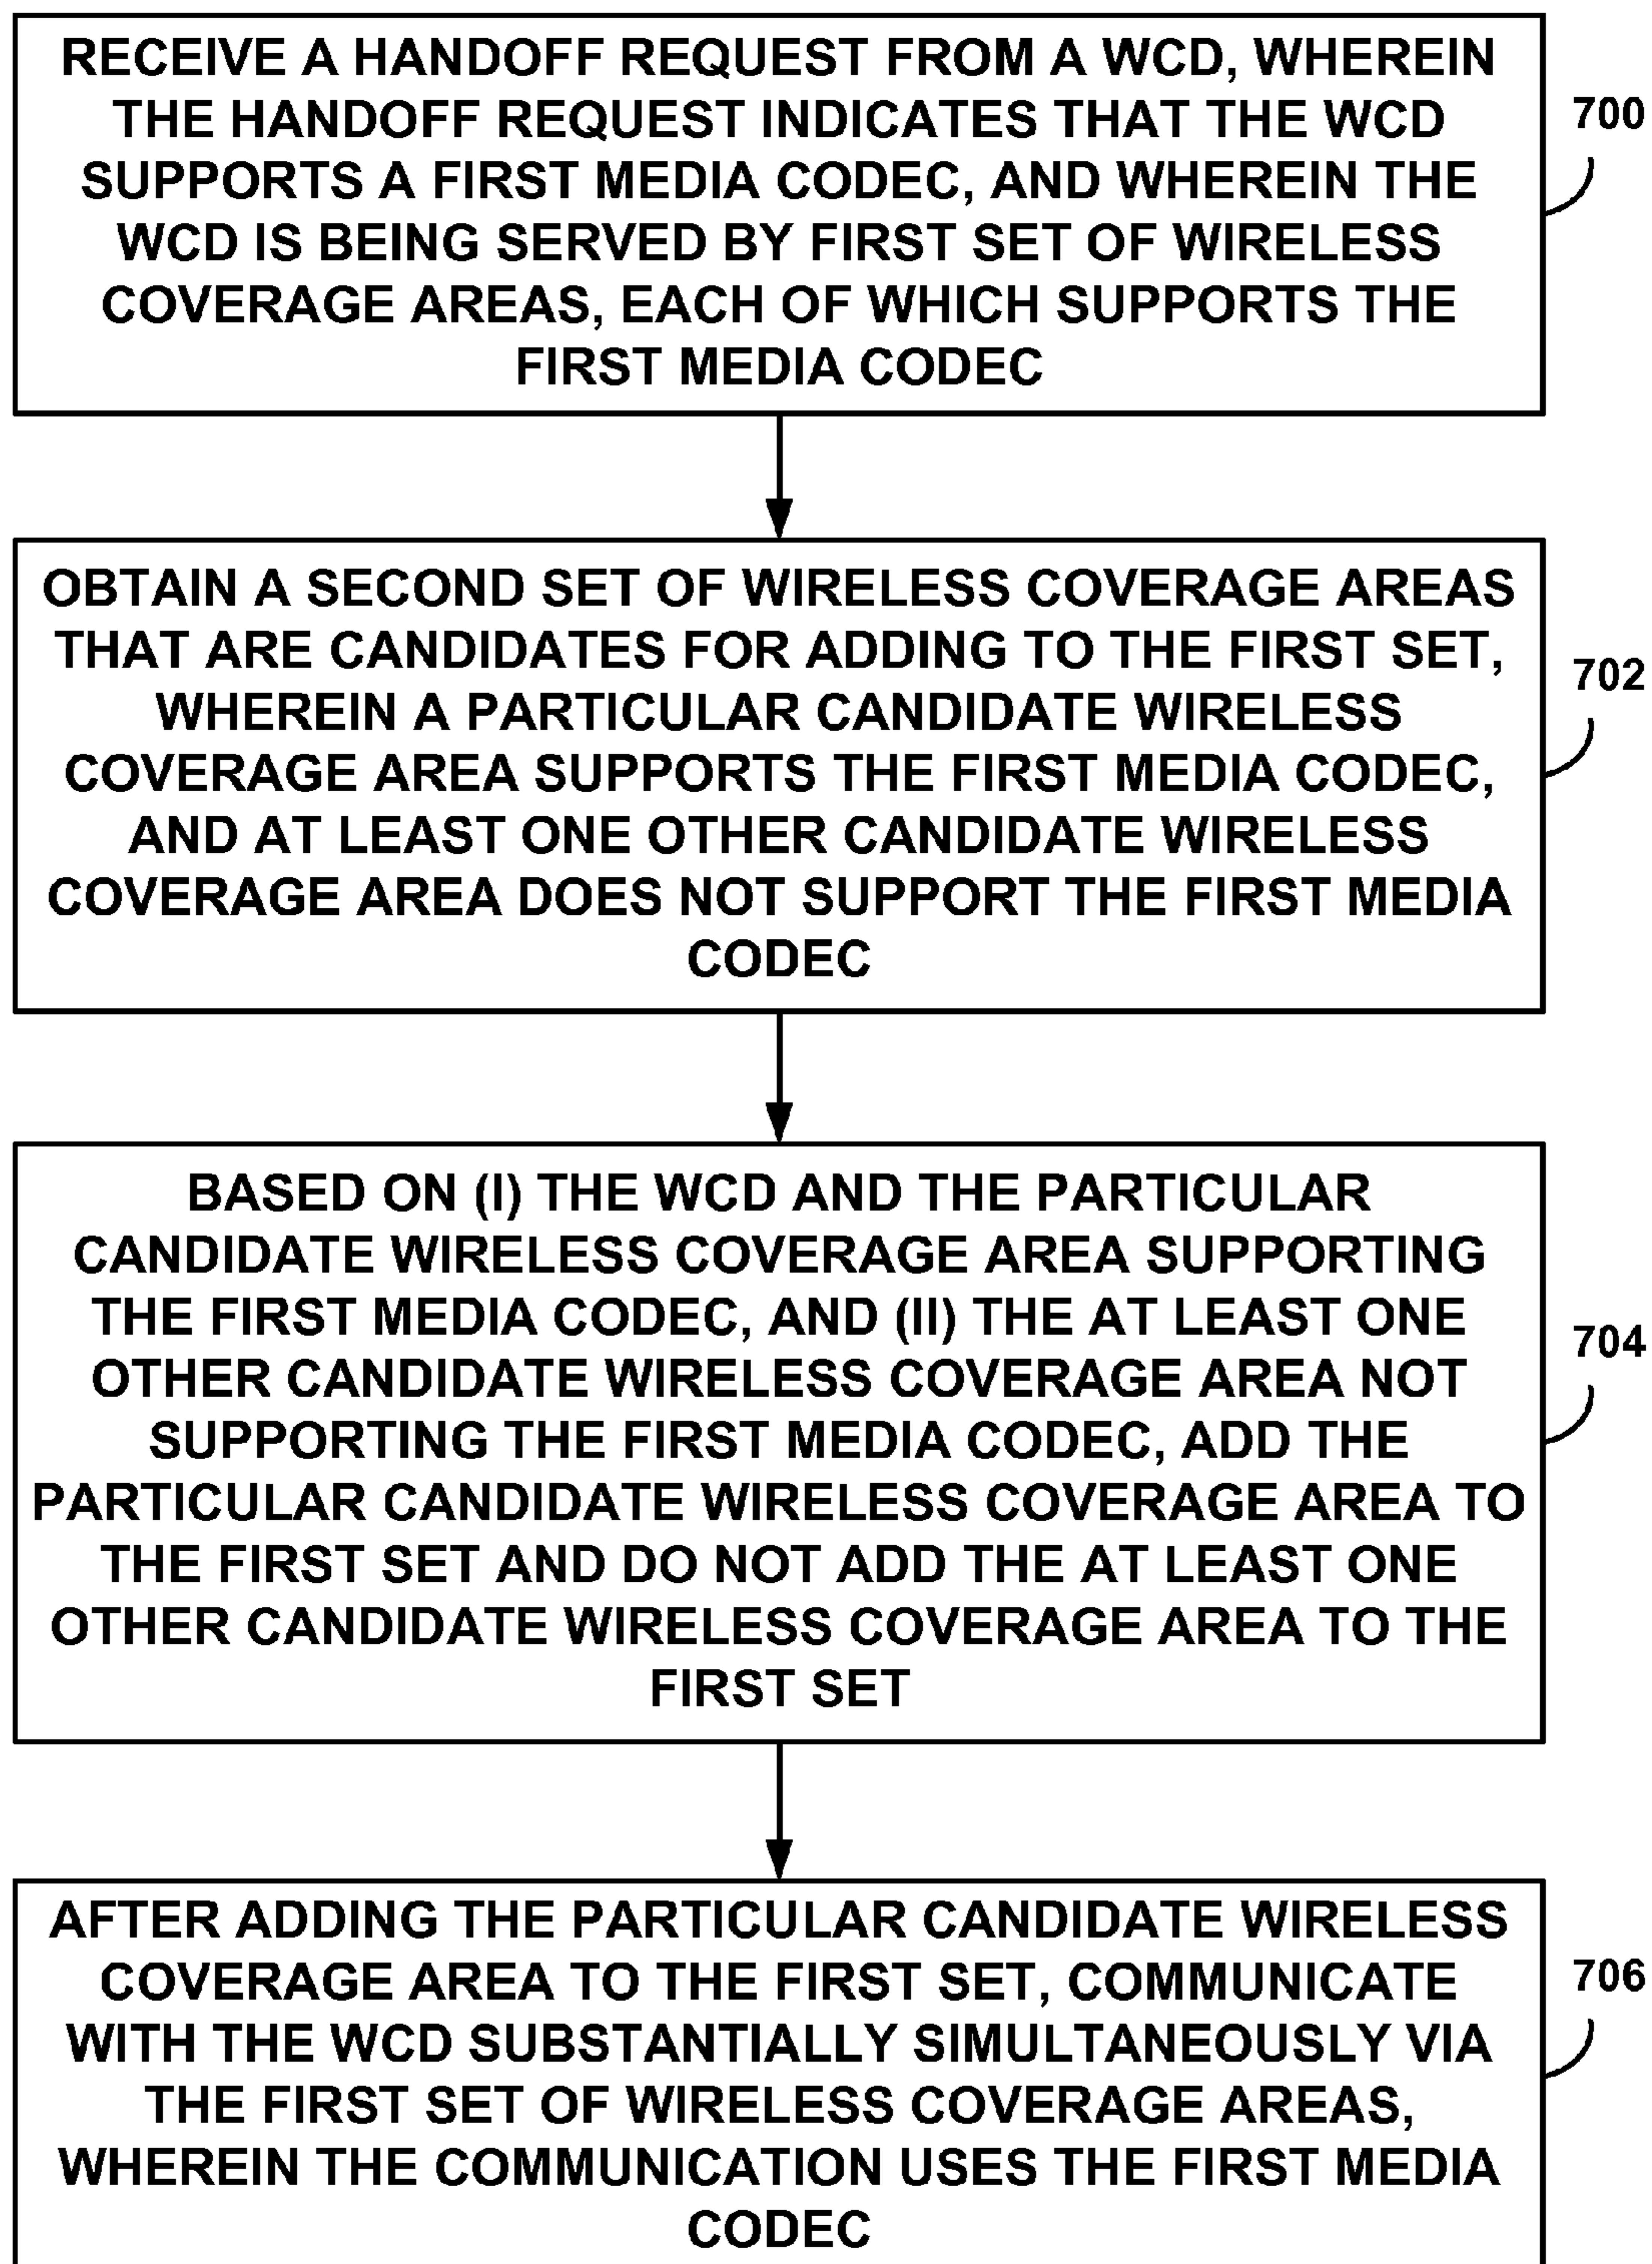 RECEIVE A HANDOFF REQUEST FROM A WCD, WHEREIN
THE HANDOFF REQUEST INDICATES THAT THE WCD
SUPPORTS A FIRST MEDIA CODEC, AND WHEREIN THE
WCD IS BEING SERVED BY FIRST SET OF WIRELESS
COVERAGE AREAS, EACH OF WHICH SUPPORTS THE
FIRST MEDIA CODEC
700
OBTAIN A SECOND SET OF WIRELESS COVERAGE AREAS
THAT ARE CANDIDATES FOR ADDING TO THE FIRST SET,
WHEREIN A PARTICULAR CANDIDATE WIRELESS
COVERAGE AREA SUPPORTS THE FIRST MEDIA CODEC,
AND AT LEAST ONE OTHER CANDIDATE WIRELESS
COVERAGE AREA DOES NOT SUPPORT THE FIRST MEDIA
CODEC
702
BASED ON (I) THE WCD AND THE PARTICULAR
CANDIDATE WIRELESS COVERAGE AREA SUPPORTING
THE FIRST MEDIA CODEC, AND (II) THE AT LEAST ONE
OTHER CANDIDATE WIRELESS COVERAGE AREA NOT
SUPPORTING THE FIRST MEDIA CODEC, ADD THE
PARTICULAR CANDIDATE WIRELESS COVERAGE AREA TO
THE FIRST SET AND DO NOT ADD THE AT LEAST ONE
OTHER CANDIDATE WIRELESS COVERAGE AREA TO THE
FIRST SET
704
AFTER ADDING THE PARTICULAR CANDIDATE WIRELESS
COVERAGE AREA TO THE FIRST SET, COMMUNICATE
WITH THE WCD SUBSTANTIALLY SIMULTANEOUSLY VIA
THE FIRST SET OF WIRELESS COVERAGE AREAS,
WHEREIN THE COMMUNICATION USES THE FIRST MEDIA
CODEC
706